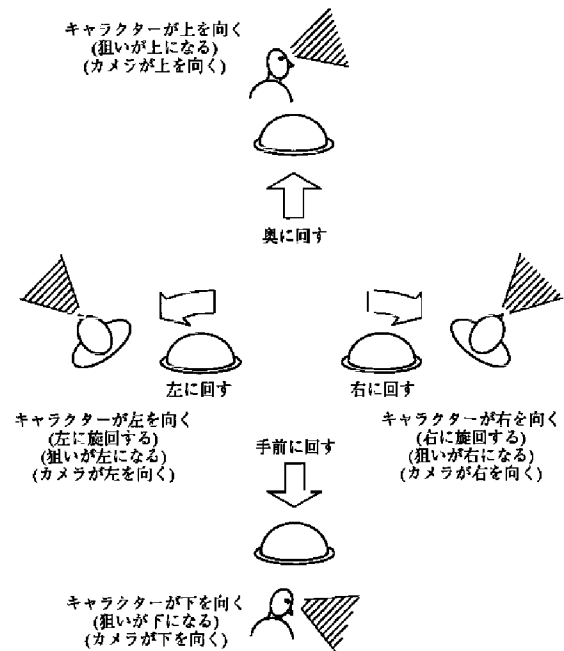 キャラクターが上を向く
(狙いが上になる)
(カメラが上を向く)
奥に回す
左に回す
右に回す
キャラクターが左を向く
(左に旋回する)
(狙いが左になる)
(カメラが左を向く)
キャラクターが右を向く
(右に旋回する)
(狙いが右になる)
(カメラが右を向く)
手前に回す
キャラクターが下を向く
(狙いが下になる)
(カメラが下を向く)